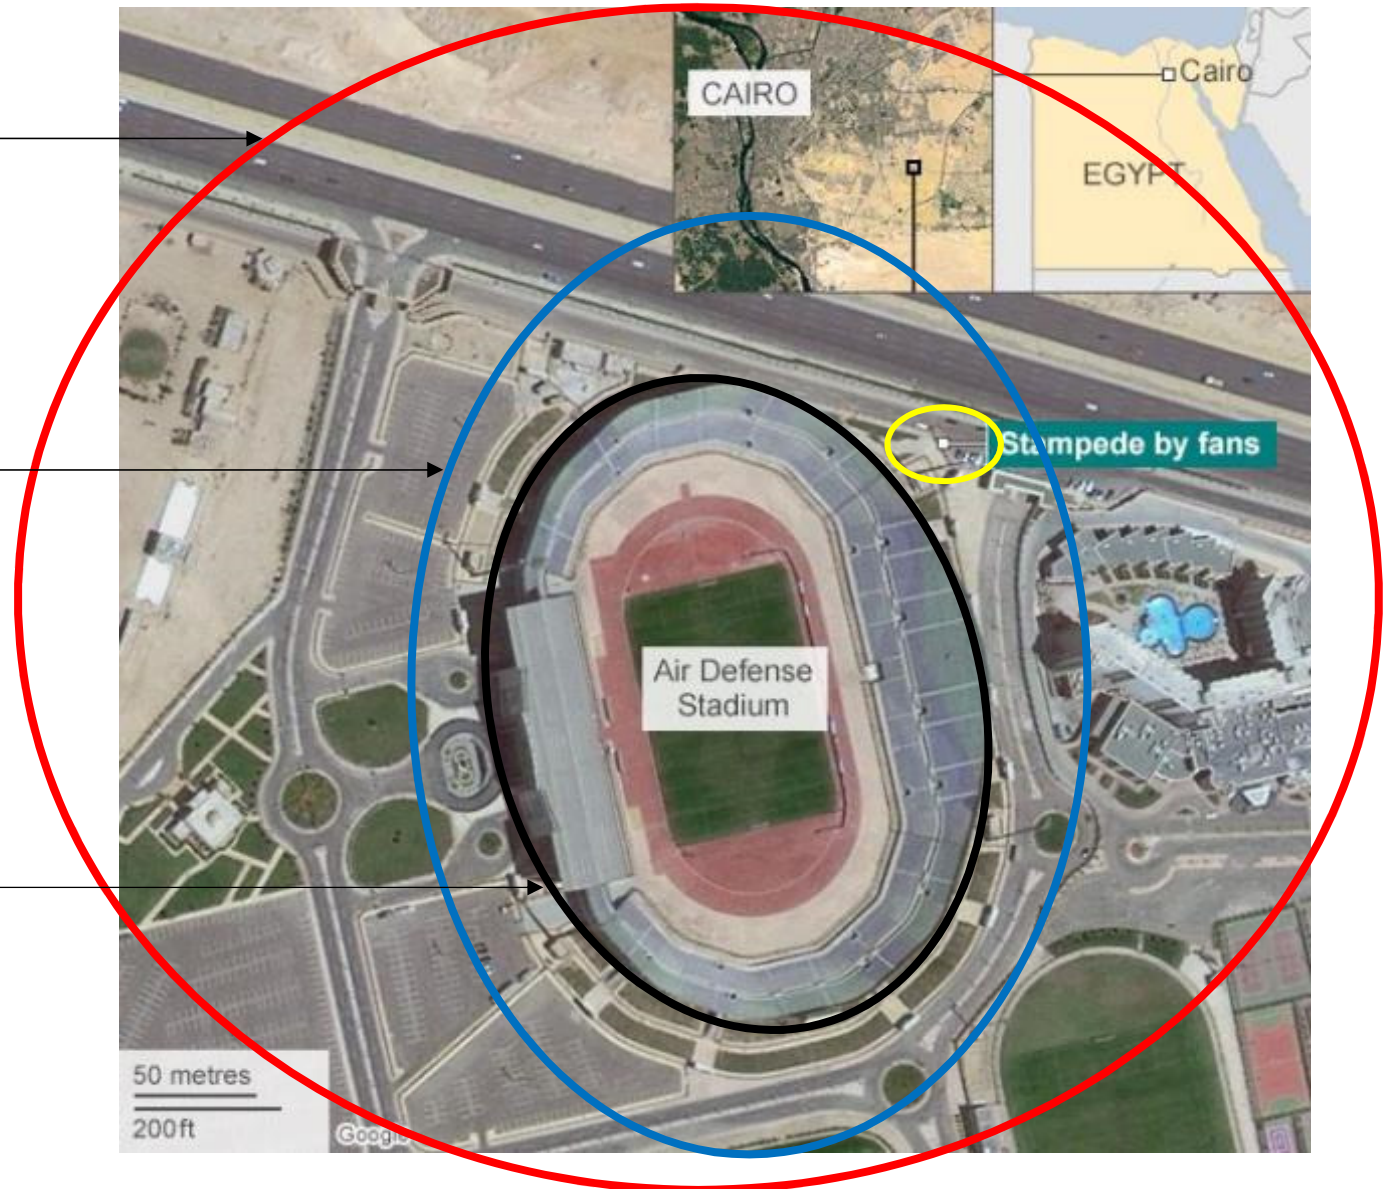 CAIRO
Cairo
EGYPT
Stampede by fans
Air Defense
Stadium
50 metres
200ft
Google